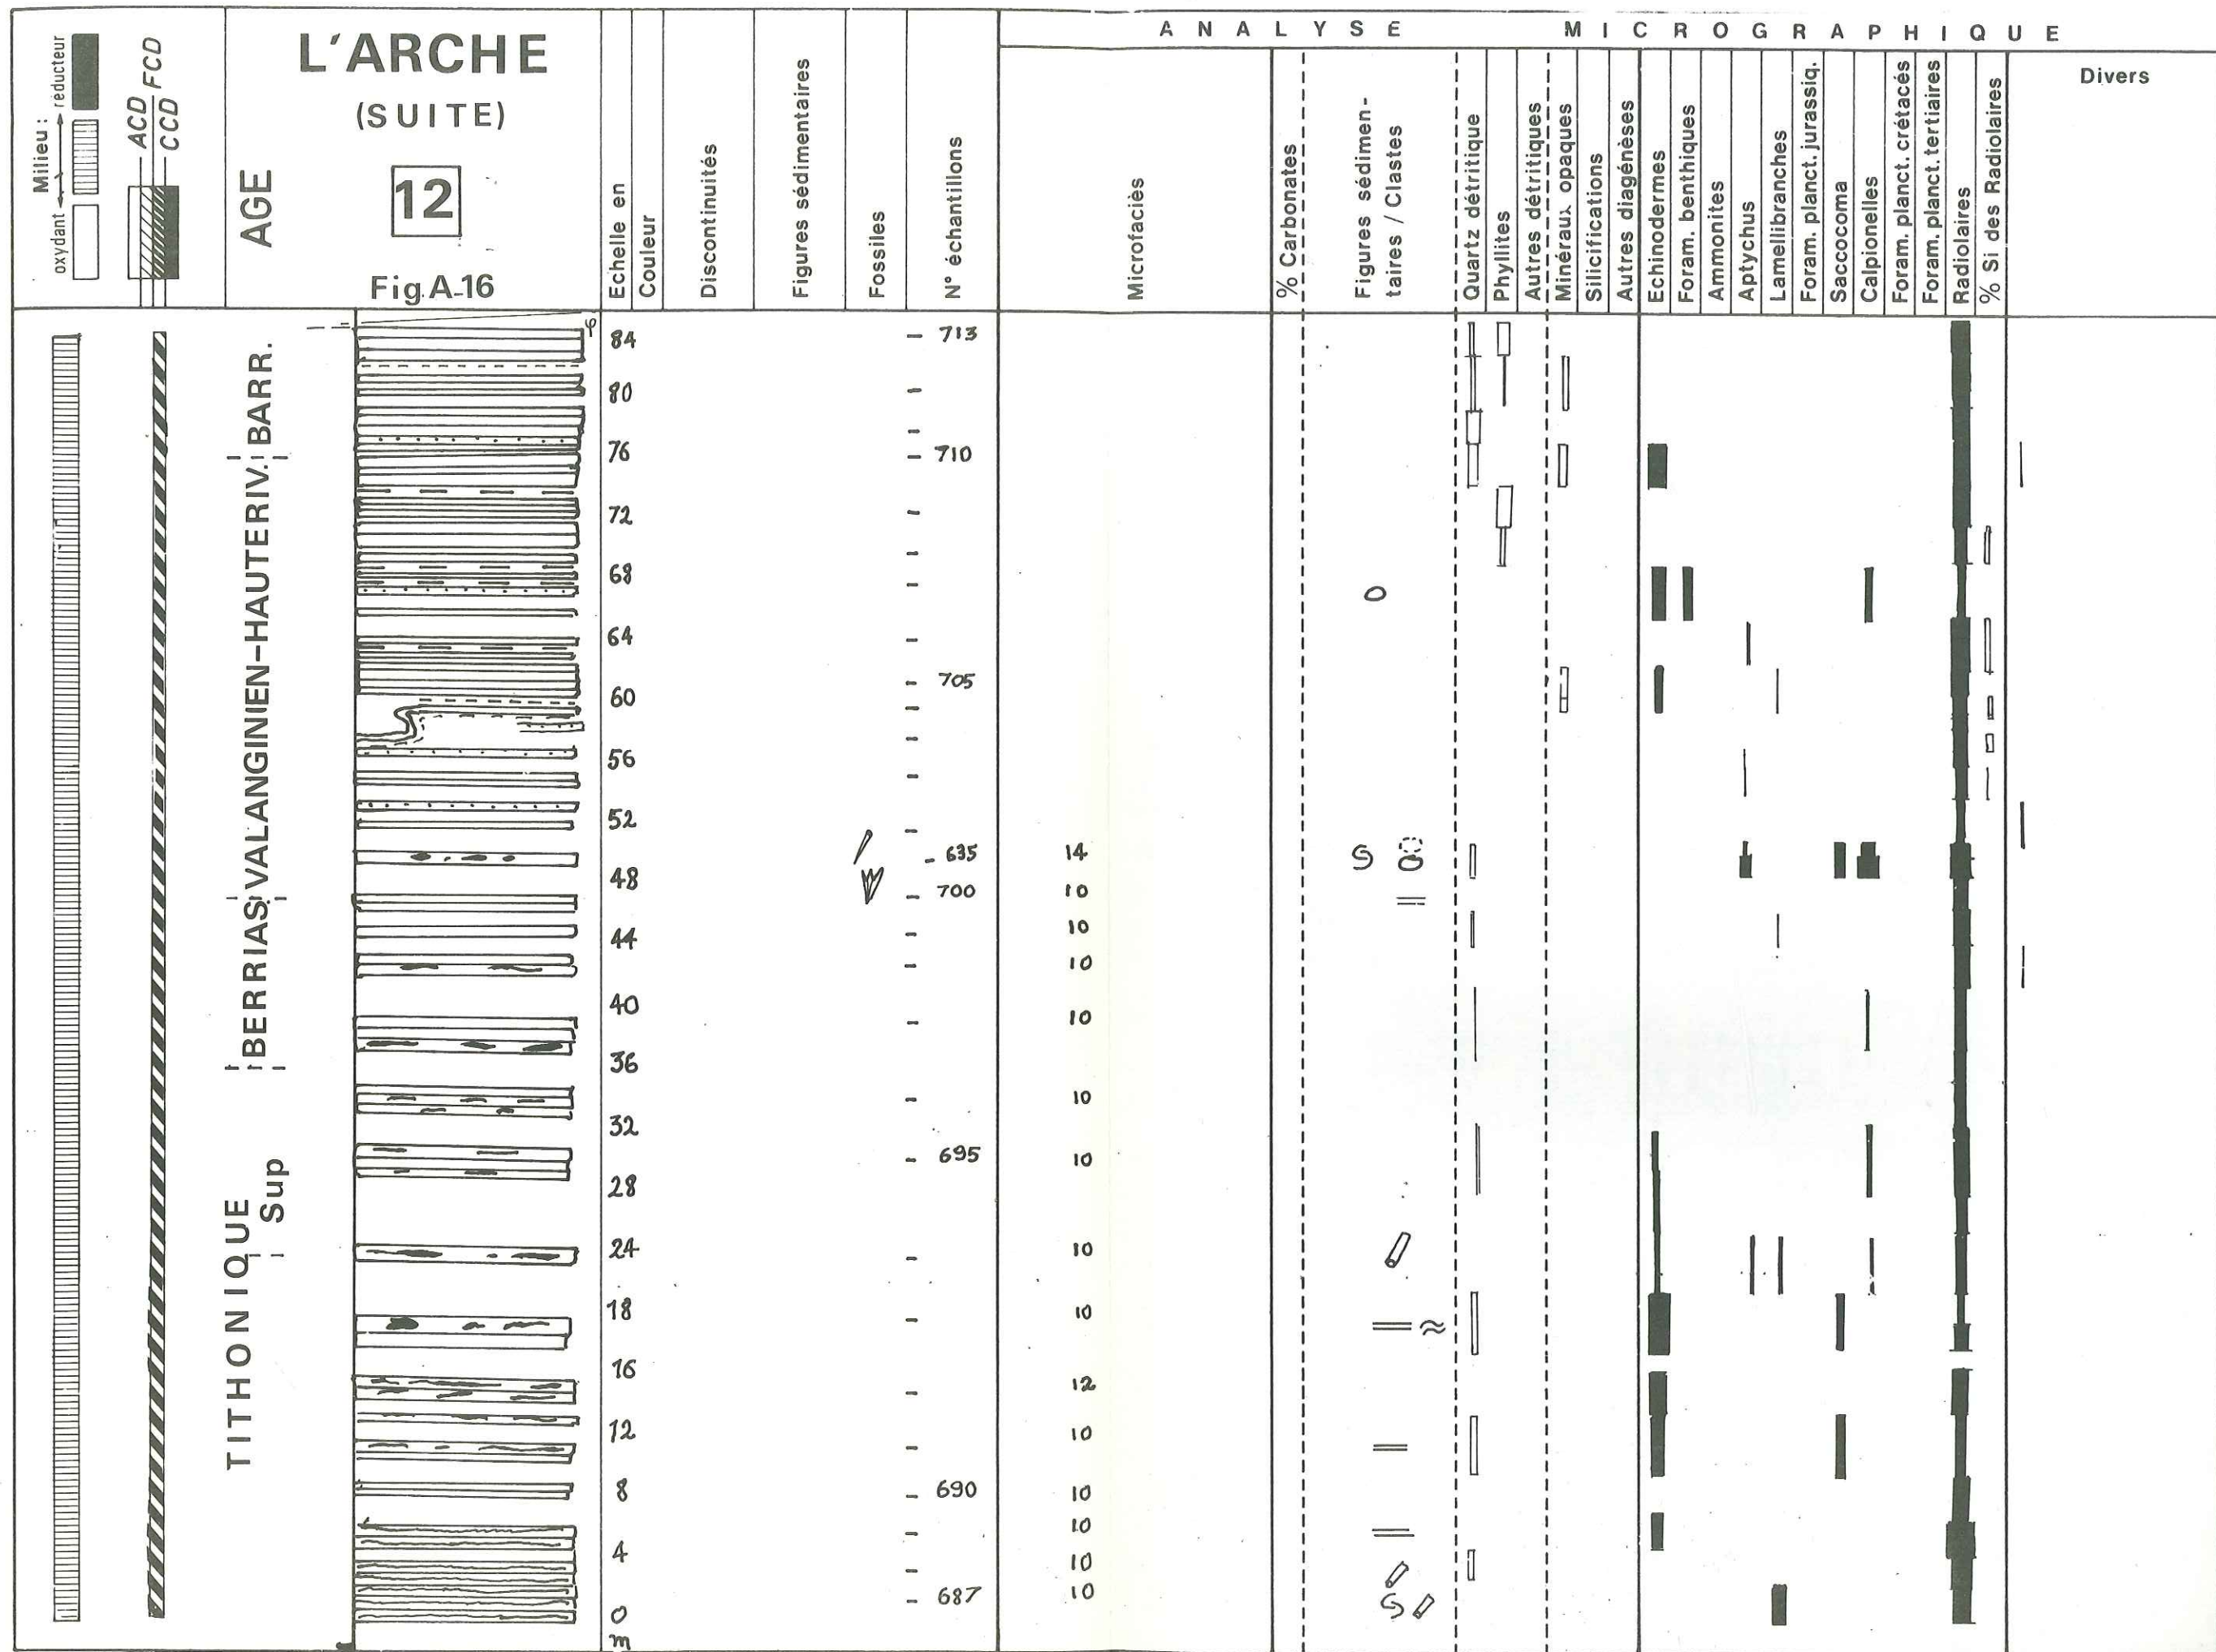 ANALYSE MICROGRAPHIQUE
Milieu :
oxydant
réducteur
ACD
FCD
CCD
AGE
L'ARCHE
(SUITE)
12
Fig.A-16
Echelle en
Couleur
Discontinuités
Figures sédimentaires
Fossiles
N° échantillons
Microfaciès
% Carbonates
Figures sédimen-
taires / Clastes
Quartz détritique
Phyllites
Autres détritiques
Minéraux opaques
Silicifications
Autres diagénèses
Echinodermes
Foram. benthiques
Ammonites
Aptychus
Lamellibranches
Foram. planct. jurassiq.
Saccocoma
Calpionelles
Foram. planct. crétacés
Foram. planct. tertiaires
Radiolaires
% Si des Radiolaires
Divers
BARR.
VALANGINIEN-HAUTERIV.
BERRIAS
TITHONIQUE
Sup
φ
84 713
80
76 710
72
68
64
60 705
56
52
635 14
48
700 10
44 10
10
40 10
36
10
32
695 10
28
24 10
18 10
16
12
12 10
8 690 10
10
4 10
687 10
0
m